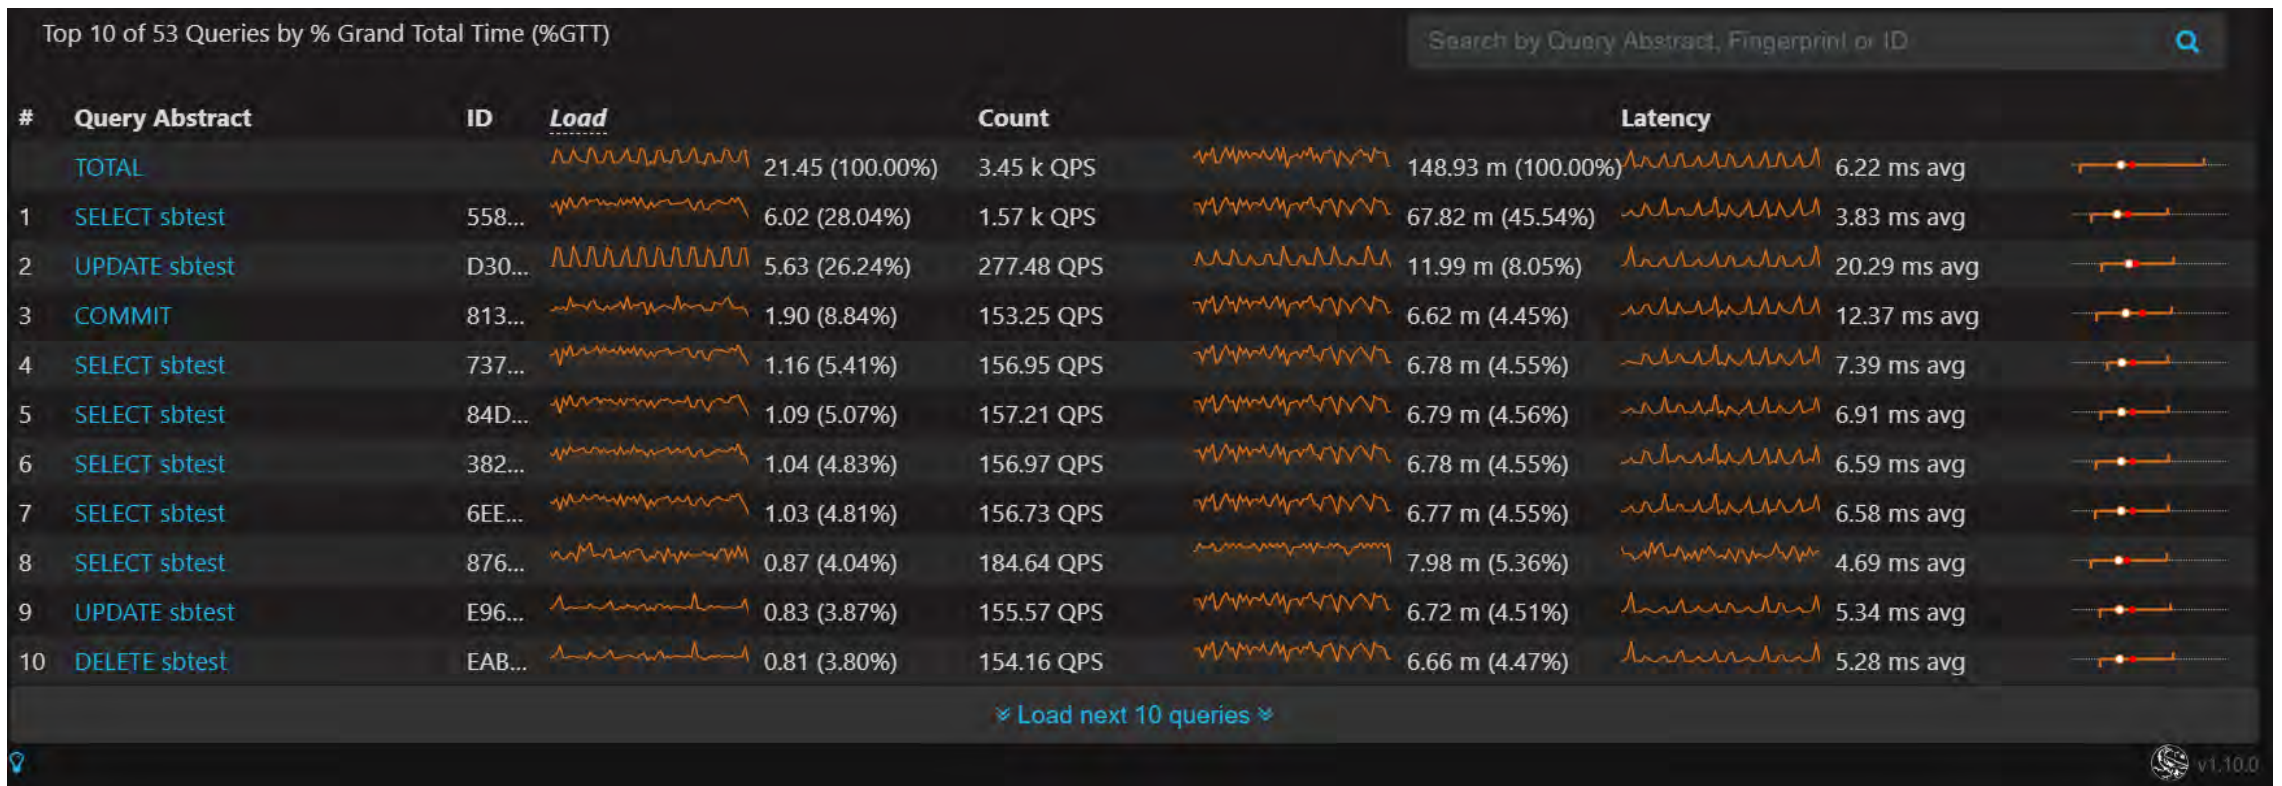 Top 10 of 53 Queries by % Grand Total Time (%GTT)
Search by Query Abstract, Fingerprint or ID
# Query Abstract ID Load Count Latency
TOTAL 21.45 (100.00%) 3.45 k QPS 148.93 m (100.00%) 6.22 ms avg
1 SELECT sbtest 558... 6.02 (28.04%) 1.57 k QPS 67.82 m (45.54%) 3.83 ms avg
2 UPDATE sbtest D30... 5.63 (26.24%) 277.48 QPS 11.99 m (8.05%) 20.29 ms avg
3 COMMIT 813... 1.90 (8.84%) 153.25 QPS 6.62 m (4.45%) 12.37 ms avg
4 SELECT sbtest 737... 1.16 (5.41%) 156.95 QPS 6.78 m (4.55%) 7.39 ms avg
5 SELECT sbtest 84D... 1.09 (5.07%) 157.21 QPS 6.79 m (4.56%) 6.91 ms avg
6 SELECT sbtest 382... 1.04 (4.83%) 156.97 QPS 6.78 m (4.55%) 6.59 ms avg
7 SELECT sbtest 6EE... 1.03 (4.81%) 156.73 QPS 6.77 m (4.55%) 6.58 ms avg
8 SELECT sbtest 876... 0.87 (4.04%) 184.64 QPS 7.98 m (5.36%) 4.69 ms avg
9 UPDATE sbtest E96... 0.83 (3.87%) 155.57 QPS 6.72 m (4.51%) 5.34 ms avg
10 DELETE sbtest EAB... 0.81 (3.80%) 154.16 QPS 6.66 m (4.47%) 5.28 ms avg
Load next 10 queries
v1.10.0